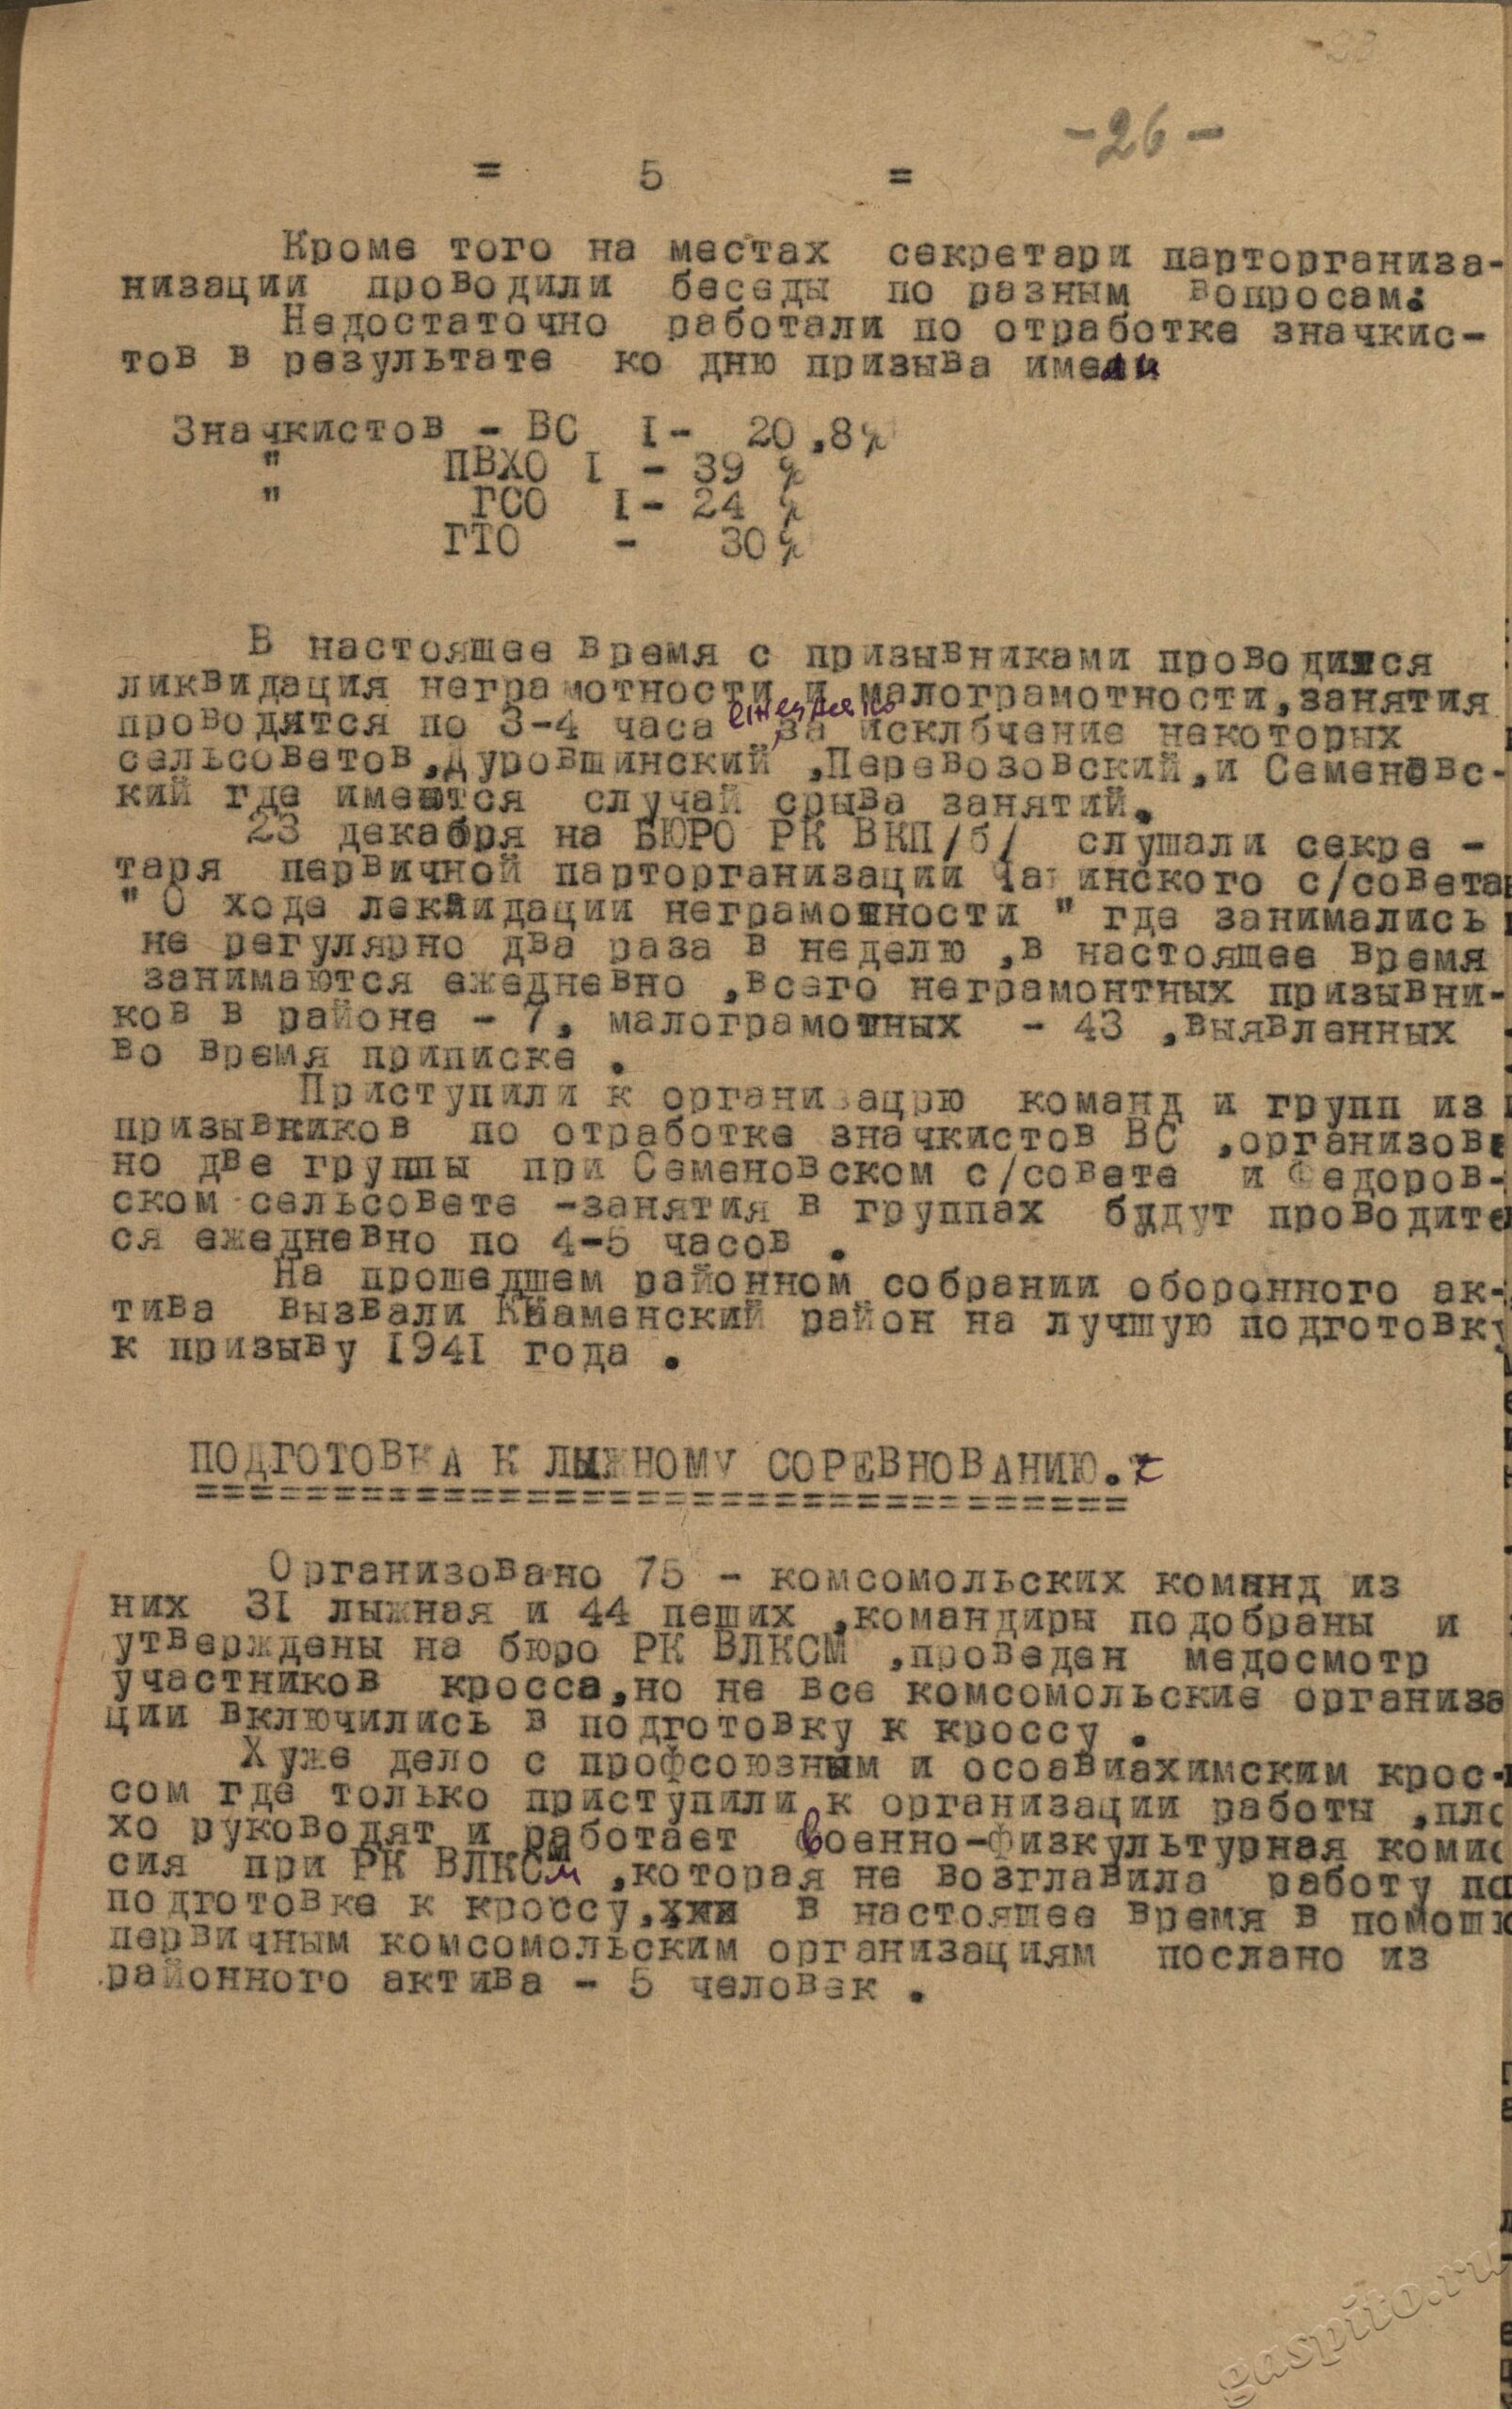 -26-
= 5 =
Кроме того на местах секретари парторганиза-
низации проводили беседы по разным вопросам.
Недостаточно работали по отработке значкис-
тов в результате ко дню призыва имели
Значкистов - ВС I- 20,8%
" ПВХО I - 39 %
" ГСО I- 24 %
ГТО - 30%
В настоящее время с призывниками проводится
ликвидация неграмотности и малограмотности,занятия
проводятся по 3-4 часа ежедневно, за исклбчение некоторых
сельсоветов,Дуровщинский ,Перевозовский,и Семеновс-
кий где имеются случай срыва занятий.
23 декабря на БЮРО РК ВКП/б/ слушали секре -
таря первичной парторганизации с/совета
" О ходе леквидации неграмотности " где занимались
не регулярно два раза в неделю ,в настоящее время
занимаются ежедневно ,всего неграмонтных призывни-
ков в районе - 7, малограмотных - 43 ,выявленных
во время приписке .
Приступили к организацрю команд и групп из
призывников по отработке значкистов ВС ,организова
но две группы при Семеновском с/совете и Федоров-
ском сельсовете -занятия в группах будут проводите
ся ежедневно по 4-5 часов .
На прошедшем районном собрании оборонного ак-
тива вызвали Кааменский район на лучшую подготовку
к призыву 1941 года .
ПОДГОТОВКА К ЛЫЖНОМУ СОРЕВНОВАНИЮ.
==================================
Организовано 75 - комсомольских команд из
них 31 лыжная и 44 пеших ,командиры подобраны и
утверждены на бюро РК ВЛКСМ ,проведен медосмотр
участников кросса,но не все комсомольские организа
ции включились в подготовку к кроссу .
Хуже дело с профсоюзным и осоавиахимским крос-
сом где только приступили к организации работы ,пло
хо руководят и работает военно-физкультурная комис
сия при РК ВЛКСМ ,которая не возглавила работу по
подготовке к кроссу,ххх в настоящее время в помощь
первичным комсомольским организациям послано из
районного актива - 5 человек .
gaspito.ru